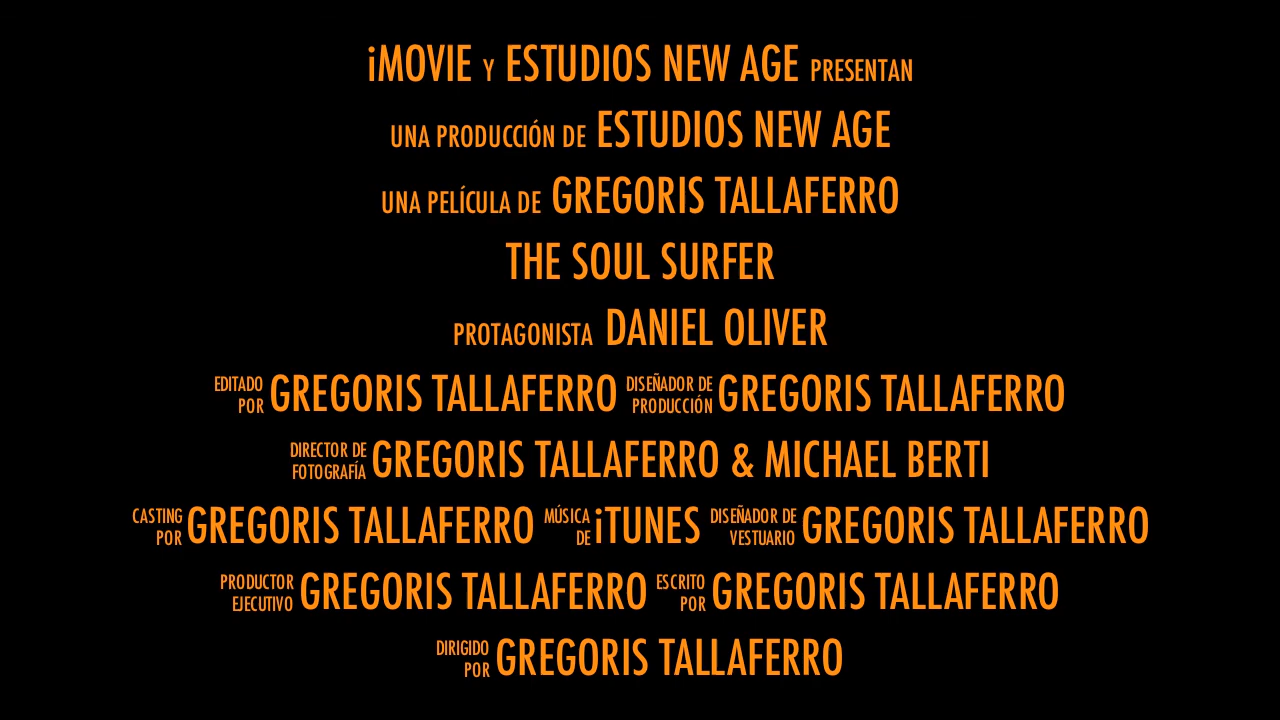 iMOVIE Y ESTUDIOS NEW AGE PRESENTAN
UNA PRODUCCIÓN DE ESTUDIOS NEW AGE
UNA PELÍCULA DE GREGORIS TALLAFERRO
THE SOUL SURFER
PROTAGONISTA DANIEL OLIVER
EDITADO POR GREGORIS TALLAFERRO DISEÑADOR DE PRODUCCIÓN GREGORIS TALLAFERRO
DIRECTOR DE FOTOGRAFÍA GREGORIS TALLAFERRO & MICHAEL BERTI
CASTING POR GREGORIS TALLAFERRO MÚSICA DE iTUNES DISEÑADOR DE VESTUARIO GREGORIS TALLAFERRO
PRODUCTOR EJECUTIVO GREGORIS TALLAFERRO ESCRITO POR GREGORIS TALLAFERRO
DIRIGIDO POR GREGORIS TALLAFERRO